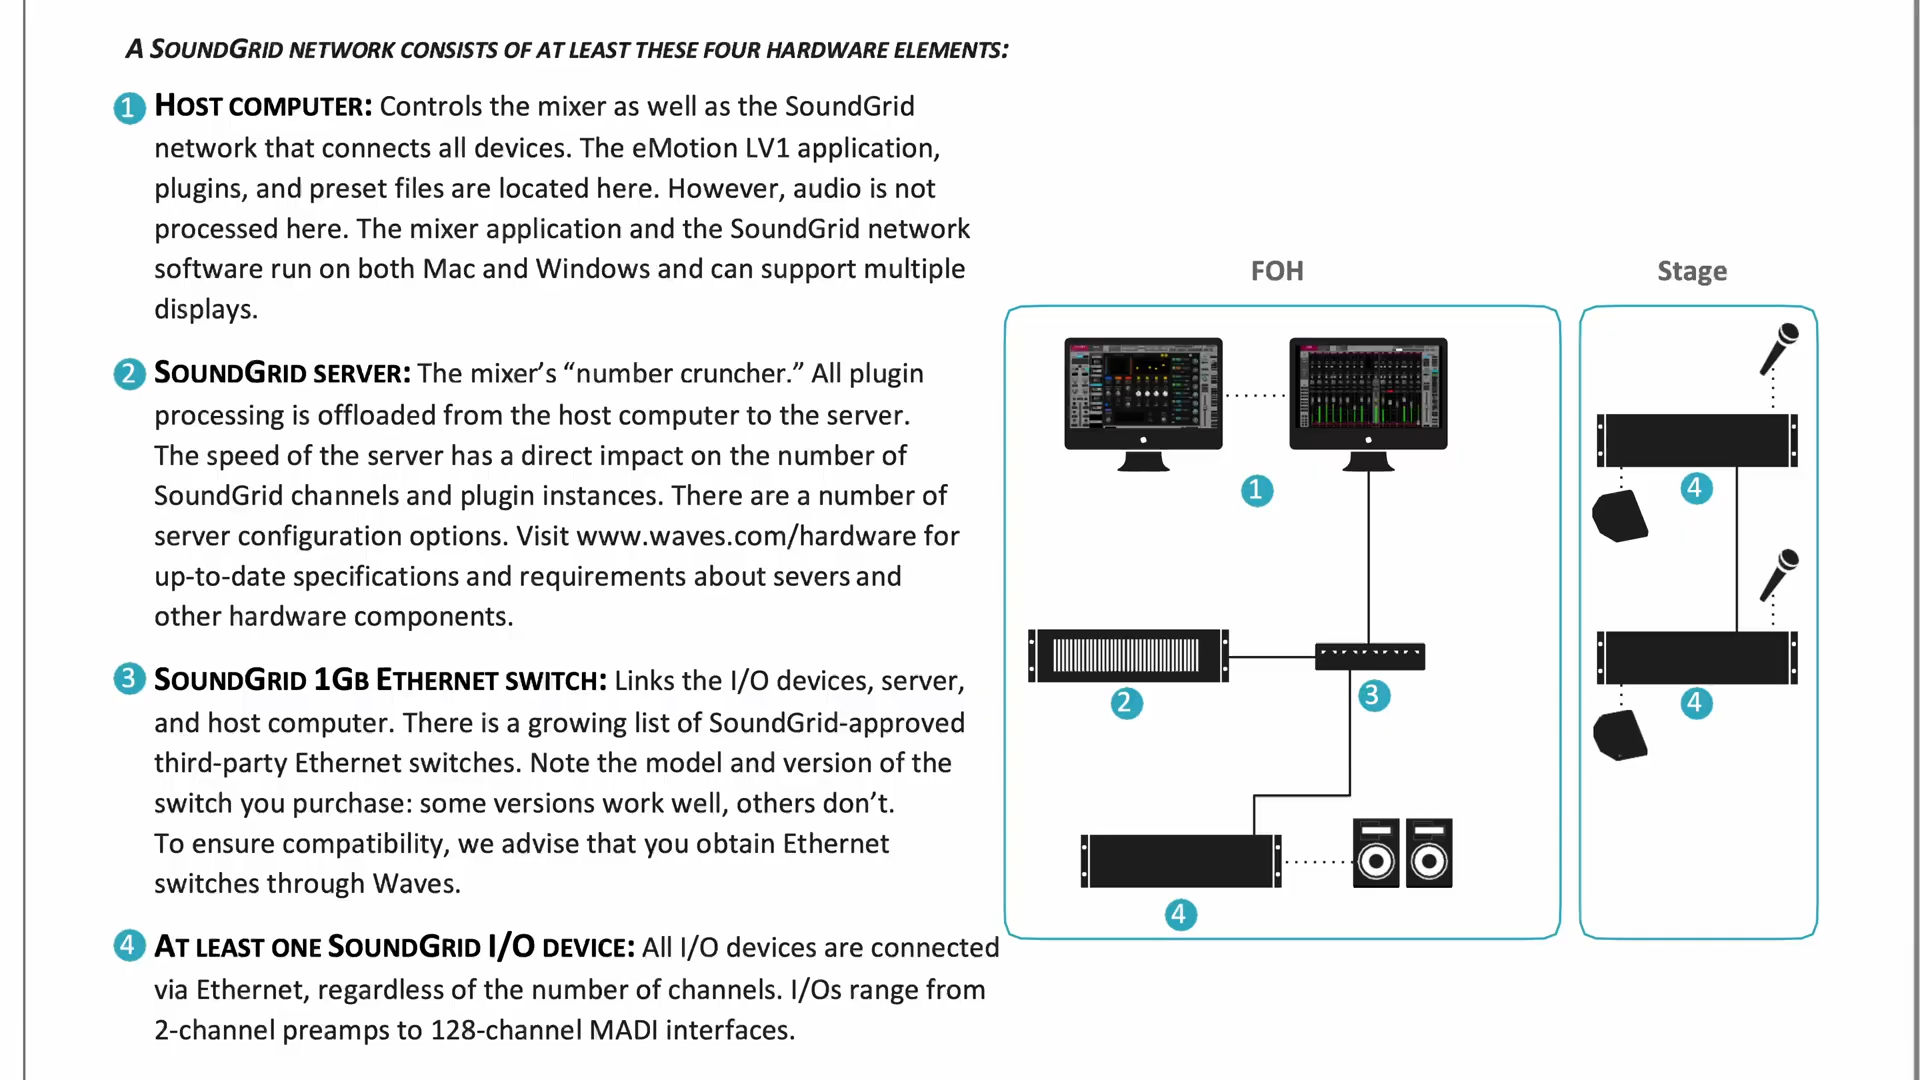 A SOUNDGRID NETWORK CONSISTS OF AT LEAST THESE FOUR HARDWARE ELEMENTS:
1 HOST COMPUTER: Controls the mixer as well as the SoundGrid
network that connects all devices. The eMotion LV1 application,
plugins, and preset files are located here. However, audio is not
processed here. The mixer application and the SoundGrid network
software run on both Mac and Windows and can support multiple
displays.
2 SOUNDGRID SERVER: The mixer’s “number cruncher.” All plugin
processing is offloaded from the host computer to the server.
The speed of the server has a direct impact on the number of
SoundGrid channels and plugin instances. There are a number of
server configuration options. Visit www.waves.com/hardware for
up-to-date specifications and requirements about severs and
other hardware components.
3 SOUNDGRID 1GB ETHERNET SWITCH: Links the I/O devices, server,
and host computer. There is a growing list of SoundGrid-approved
third-party Ethernet switches. Note the model and version of the
switch you purchase: some versions work well, others don’t.
To ensure compatibility, we advise that you obtain Ethernet
switches through Waves.
4 AT LEAST ONE SOUNDGRID I/O DEVICE: All I/O devices are connected
via Ethernet, regardless of the number of channels. I/Os range from
2-channel preamps to 128-channel MADI interfaces.
FOH
1
2
3
4
Stage
4
4